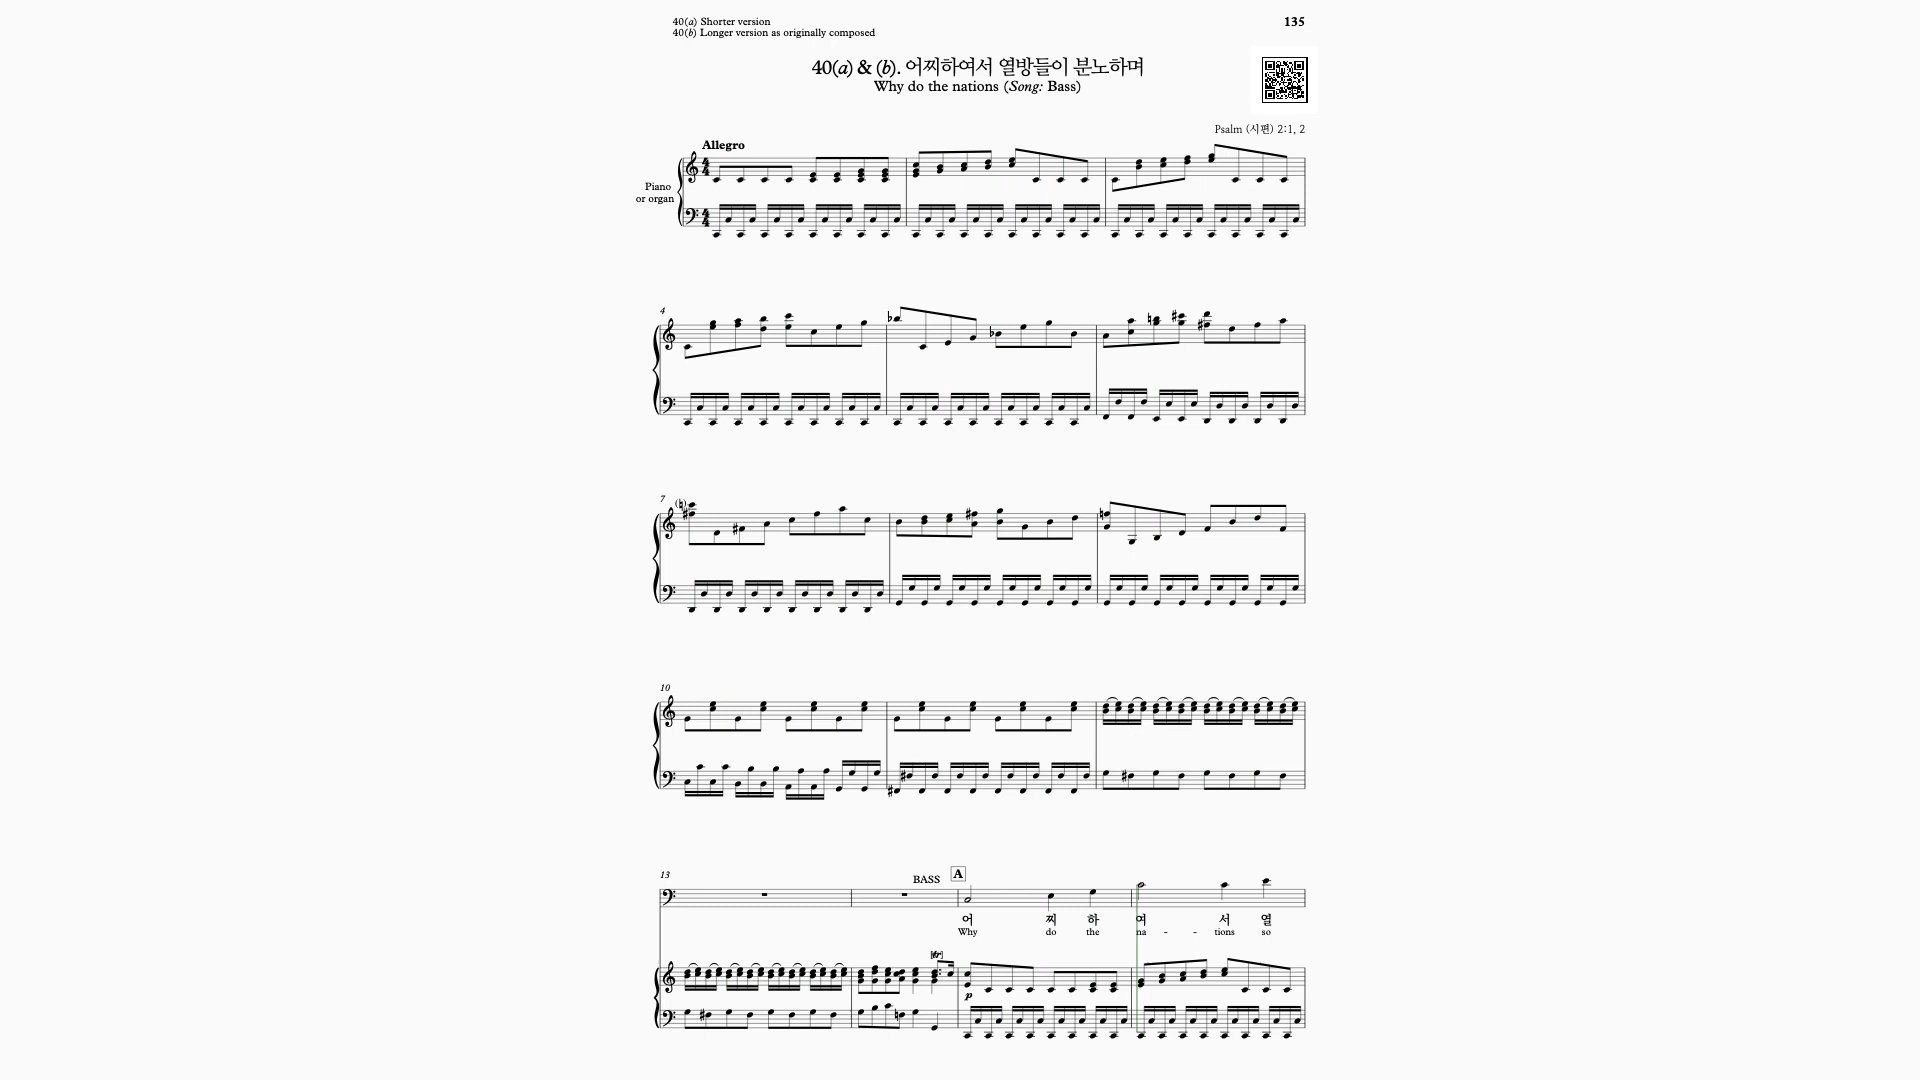 40(a) Shorter version
135
40(b) Longer version as originally composed
40(a) & (b). 어찌하여서 열방들이 분노하며
Why do the nations (Song: Bass)
Psalm (시편) 2:1, 2
Allegro
Piano
or organ
4
7
10
13
BASS
A
어 찌 하 여 서 열
Why do the na - - tions so
[tr]
p